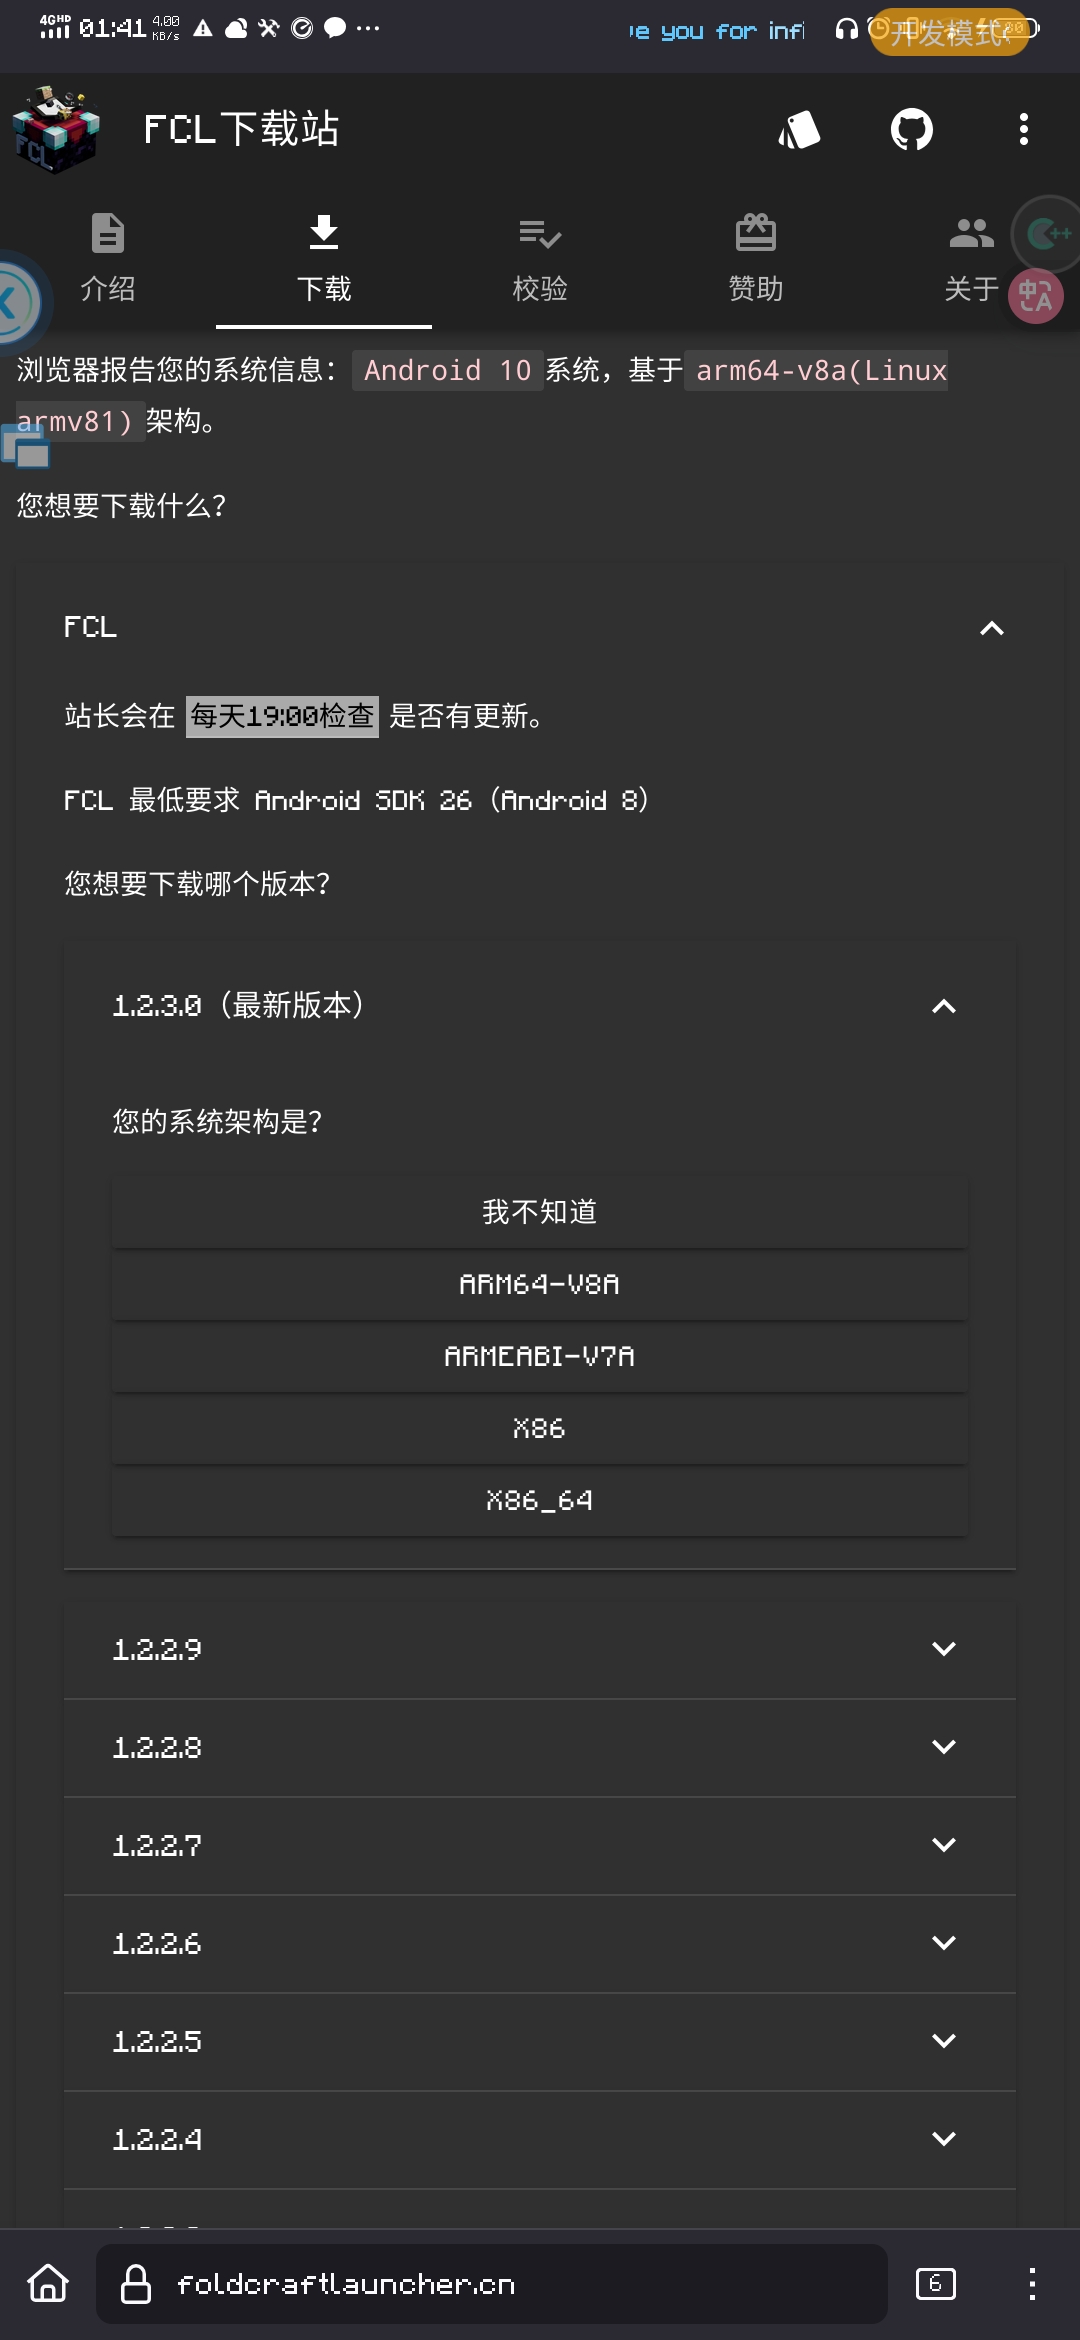 4GHD 01:41 4.00 KB/s
e you for inf
开发模式
FCL下载站
介绍 下载 校验 赞助 关于
浏览器报告您的系统信息: Android 10 系统，基于 arm64-v8a(Linux
armv81) 架构。
您想要下载什么?
FCL
站长会在 每天19:00检查 是否有更新。
FCL 最低要求 Android SDK 26（Android 8）
您想要下载哪个版本?
1.2.3.0（最新版本）
您的系统架构是?
我不知道
ARM64-V8A
ARMEABI-V7A
X86
X86_64
1.2.2.9
1.2.2.8
1.2.2.7
1.2.2.6
1.2.2.5
1.2.2.4
foldcraftlauncher.cn
6